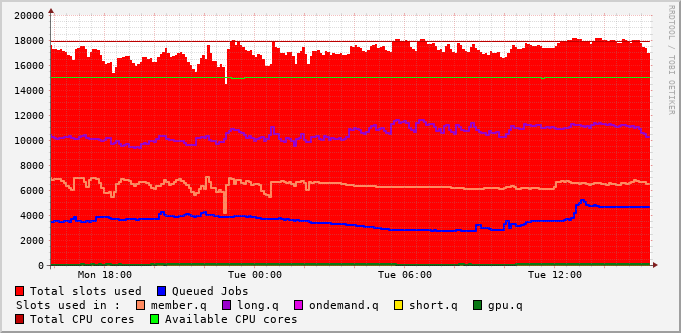 20000
18000
16000
14000
12000
10000
8000
6000
4000
2000
0
Mon 18:00 Tue 00:00 Tue 06:00 Tue 12:00
RRDTOOL / TOBI OETIKER
Total slots used Queued Jobs
Slots used in : member.q long.q ondemand.q short.q gpu.q
Total CPU cores Available CPU cores